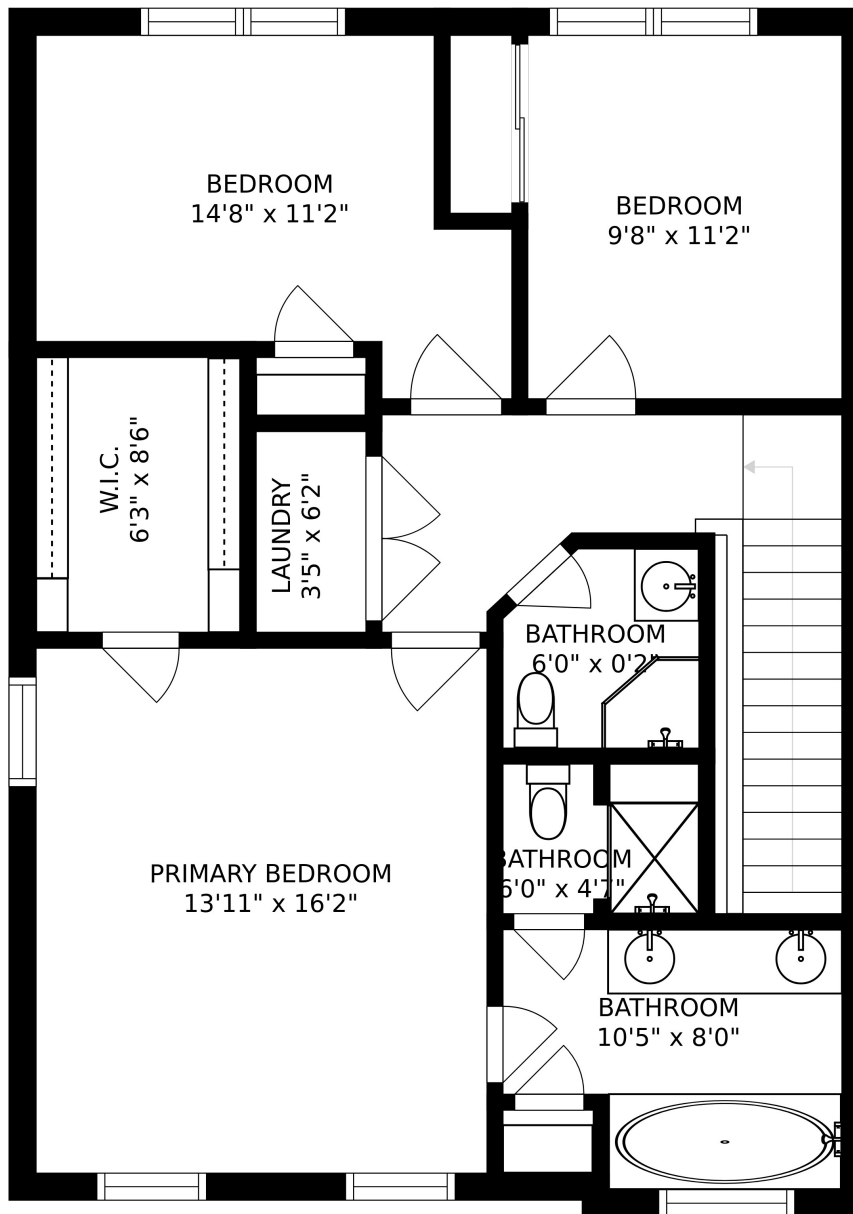 BEDROOM
14'8" x 11'2"
BEDROOM
9'8" x 11'2"
W.I.C.
6'3" x 8'6"
LAUNDRY
3'5" x 6'2"
BATHROOM
6'0" x 0'2"
BATHROOM
6'0" x 4'7"
PRIMARY BEDROOM
13'11" x 16'2"
BATHROOM
10'5" x 8'0"